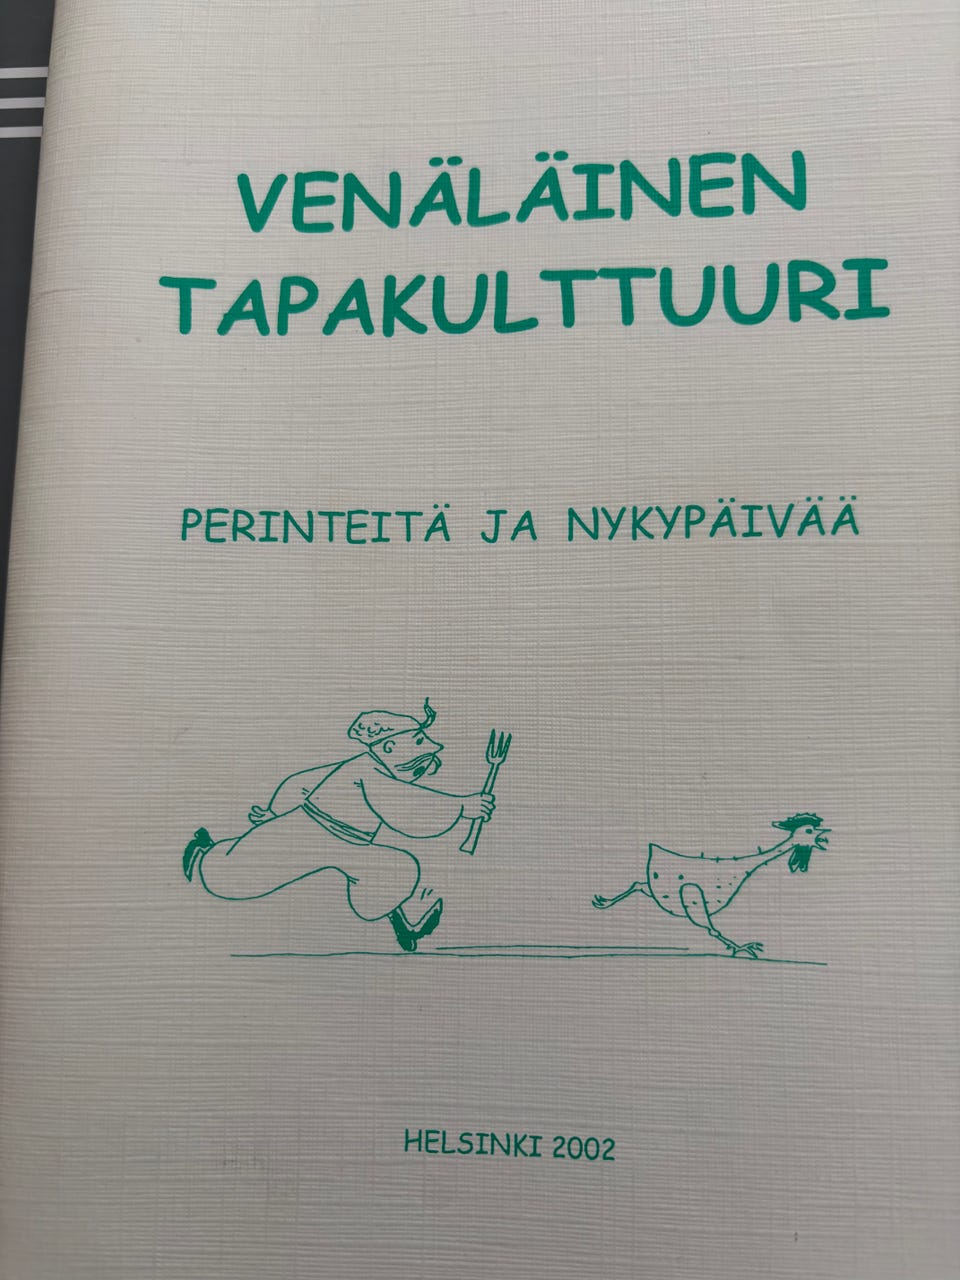 VENÄLÄINEN
TAPAKULTTUURI
PERINTEITÄ JA NYKYPÄIVÄÄ
HELSINKI 2002